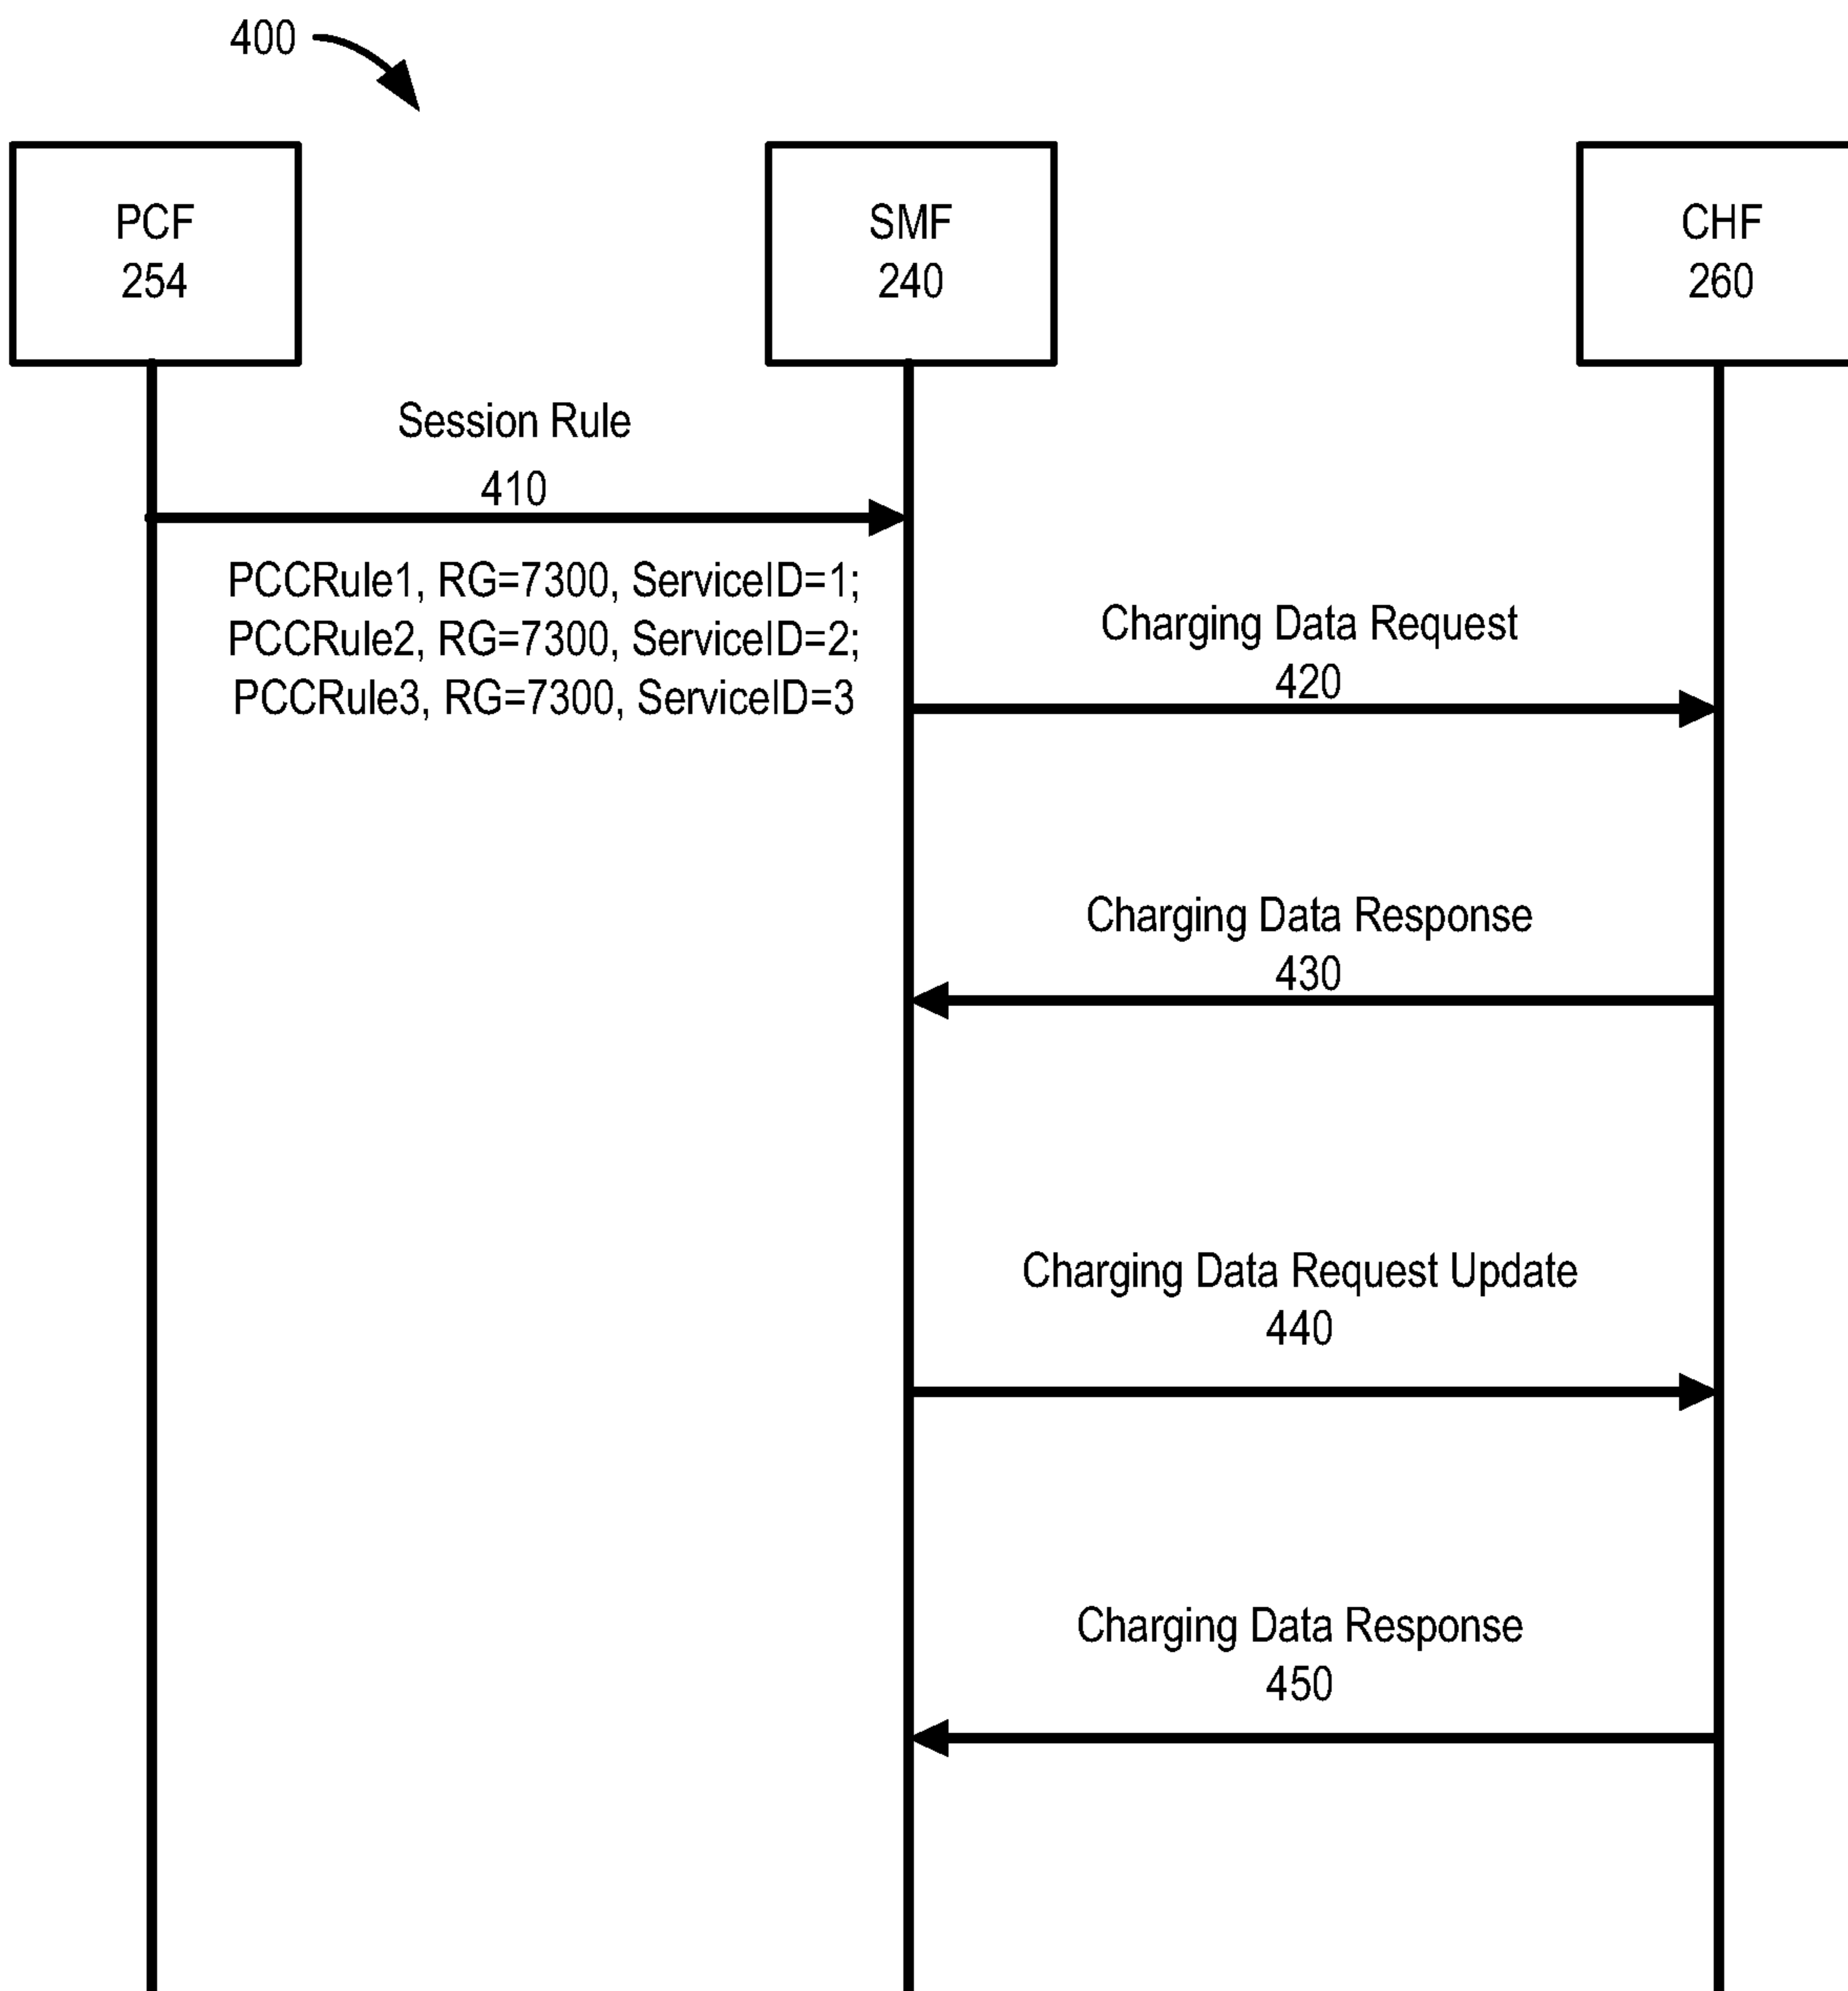 400
PCF
254
SMF
240
CHF
260
Session Rule
410
PCCRule1, RG=7300, ServiceID=1;
PCCRule2, RG=7300, ServiceID=2;
PCCRule3, RG=7300, ServiceID=3
Charging Data Request
420
Charging Data Response
430
Charging Data Request Update
440
Charging Data Response
450